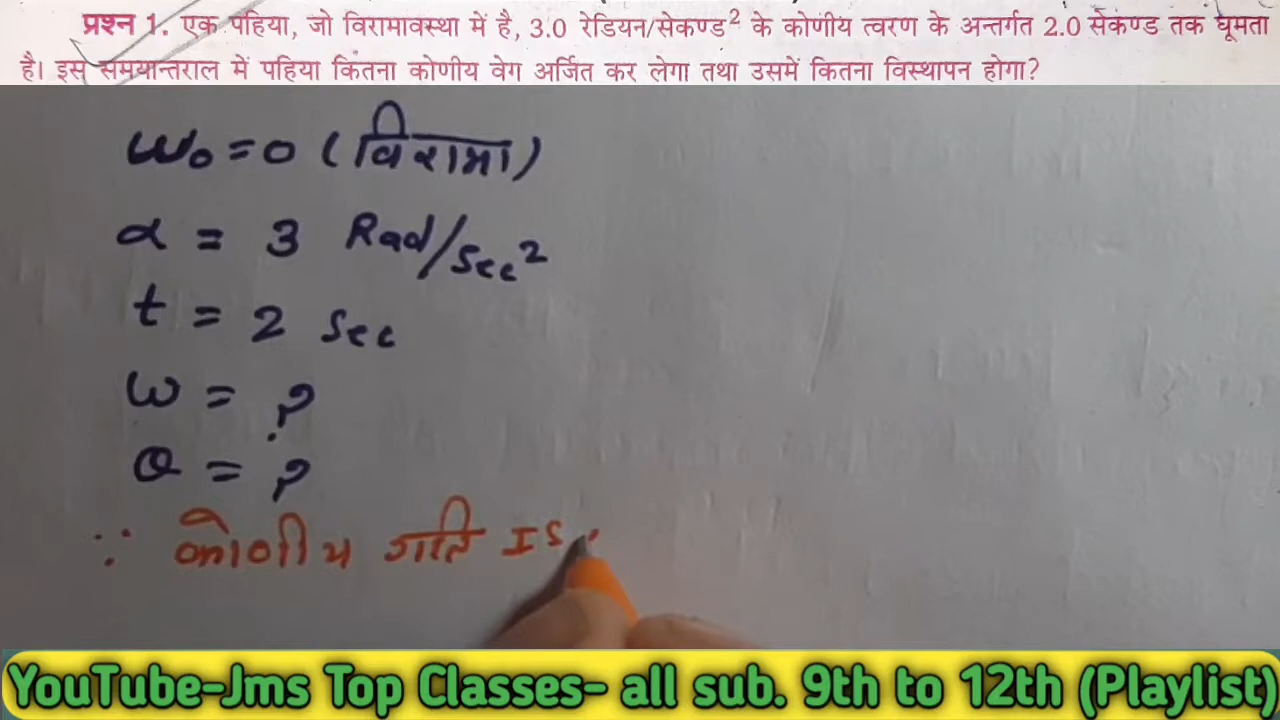 प्रश्न 1. एक पहिया, जो विरामावस्था में है, 3.0 रेडियन/सेकण्ड² के कोणीय त्वरण के अन्तर्गत 2.0 सेकण्ड तक घूमता
है। इस समयान्तराल में पहिया कितना कोणीय वेग अर्जित कर लेगा तथा उसमें कितना विस्थापन होगा?
ω₀ = 0 (विरामा)
α = 3 Rad/Sec²
t = 2 Sec
ω = ?
θ = ?
∵ कोणीय गति Is
YouTube-Jms Top Classes- all sub. 9th to 12th (Playlist)